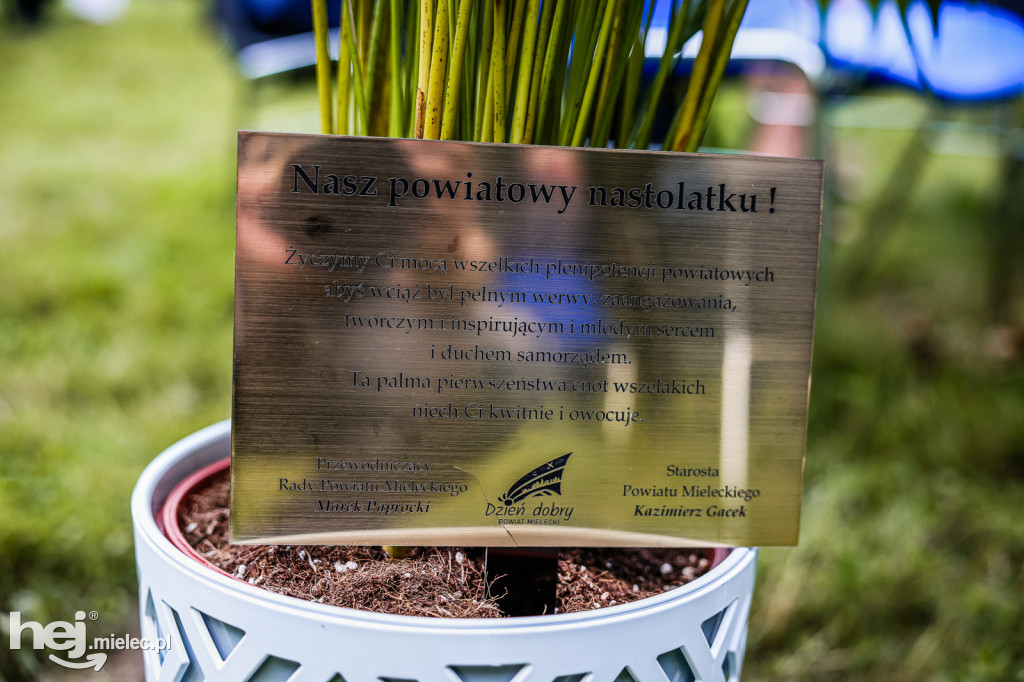 Nasz powiatowy nastolatku !
Życzymy Ci mocą wszelkich plenipotencji powiatowych
abyś wciąż był pełnym werwy, zaangażowania,
twórczym i inspirującym i młodym sercem
i duchem samorządem.
Ta palma pierwszeństwa cnót wszelakich
niech Ci kwitnie i owocuje.
Przewodniczący
Rady Powiatu Mieleckiego
Marek Paprocki
Dzień dobry
POWIAT MIELECKI
Starosta
Powiatu Mieleckiego
Kazimierz Gacek
hej® .mielec.pl